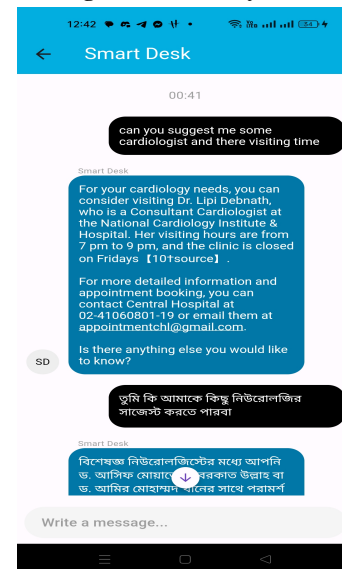 12:42
Smart Desk
00:41
can you suggest me some
cardiologist and there visiting time
Smart Desk
For your cardiology needs, you can
consider visiting Dr. Lipi Debnath,
who is a Consultant Cardiologist at
the National Cardiology Institute &
Hospital. Her visiting hours are from
7 pm to 9 pm, and the clinic is closed
on Fridays【10†source】.
For more detailed information and
appointment booking, you can
contact Central Hospital at
02-41060801-19 or email them at
appointmentchl@gmail.com.
Is there anything else you would like
to know?
SD
তুমি কি আমাকে কিছু নিউরোলজির
সাজেস্ট করতে পারবা
Smart Desk
বিশেষজ্ঞ নিউরোলজিস্টের মধ্যে আপনি
ড. আসিফ উল্লাহ বা
ড. আমির মোহাম্মদ খানের সাথে পরামর্শ
Write a message...